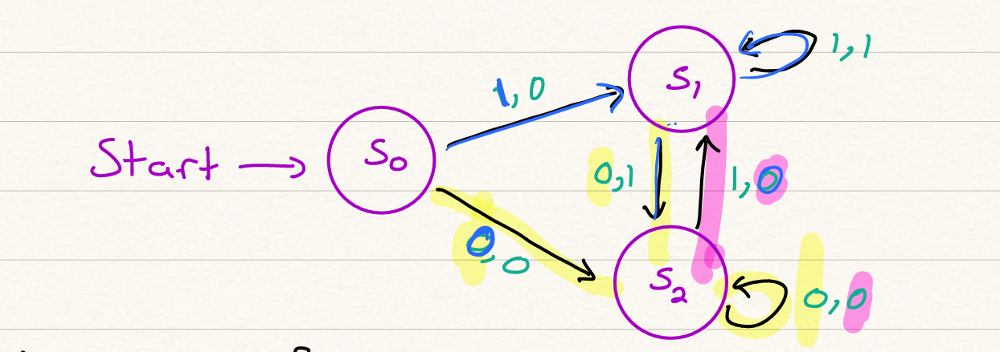 1, 1
S₁
1, 0
Start → S₀
0, 1
1, 0
0, 0
S₂
0, 0